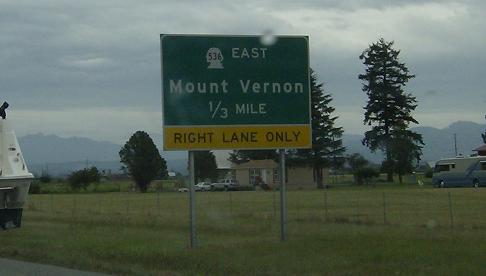 536 EAST
Mount Vernon
1/3 MILE
RIGHT LANE ONLY